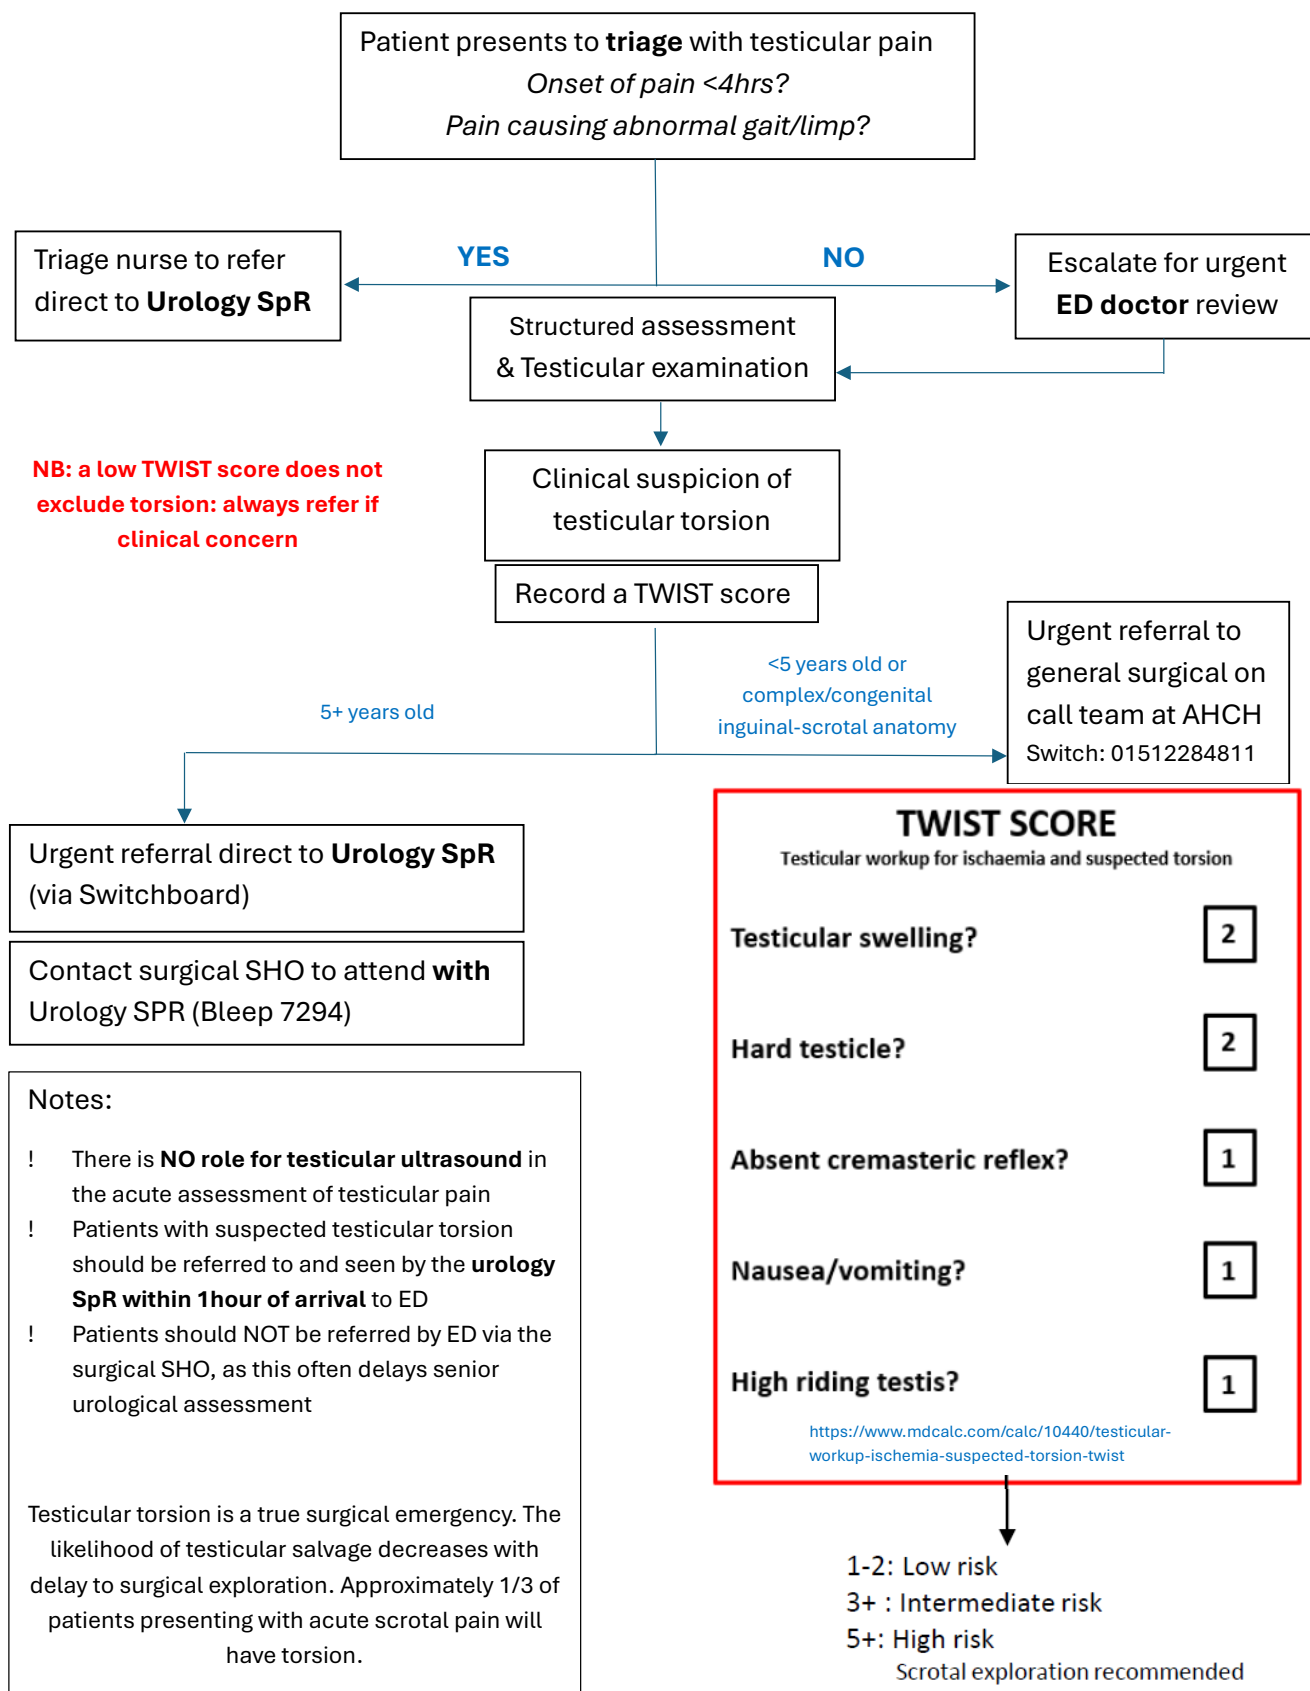 Patient presents to triage with testicular pain
Onset of pain <4hrs?
Pain causing abnormal gait/limp?
YES
NO
Triage nurse to refer
direct to Urology SpR
Escalate for urgent
ED doctor review
Structured assessment
& Testicular examination
NB: a low TWIST score does not
exclude torsion: always refer if
clinical concern
Clinical suspicion of
testicular torsion
Record a TWIST score
5+ years old
<5 years old or
complex/congenital
inguinal-scrotal anatomy
Urgent referral to
general surgical on
call team at AHCH
Switch: 01512284811
Urgent referral direct to Urology SpR
(via Switchboard)
Contact surgical SHO to attend with
Urology SPR (Bleep 7294)
Notes:
! There is NO role for testicular ultrasound in
the acute assessment of testicular pain
! Patients with suspected testicular torsion
should be referred to and seen by the urology
SpR within 1hour of arrival to ED
! Patients should NOT be referred by ED via the
surgical SHO, as this often delays senior
urological assessment
Testicular torsion is a true surgical emergency. The
likelihood of testicular salvage decreases with
delay to surgical exploration. Approximately 1/3 of
patients presenting with acute scrotal pain will
have torsion.
TWIST SCORE
Testicular workup for ischaemia and suspected torsion
Testicular swelling? 2
Hard testicle? 2
Absent cremasteric reflex? 1
Nausea/vomiting? 1
High riding testis? 1
https://www.mdcalc.com/calc/10440/testicular-
workup-ischemia-suspected-torsion-twist
1-2: Low risk
3+ : Intermediate risk
5+: High risk
Scrotal exploration recommended